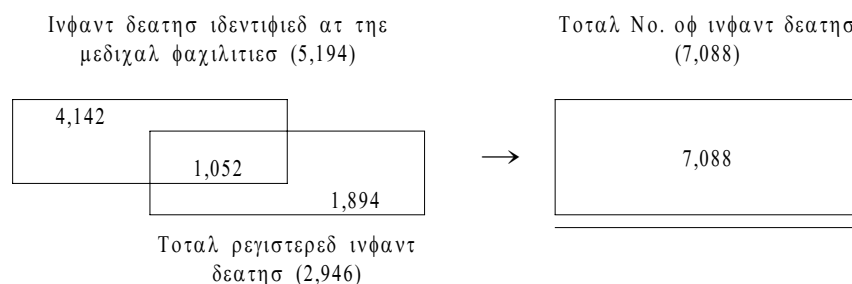 Ινφαντ δεατησ ιδεντιφιεδ ατ τηε
μεδιχαλ φαχιλιτιεσ (5,194)
Τοταλ Νο. οφ ινφαντ δεατησ
(7,088)
4,142
1,052
1,894
→
7,088
Τοταλ ρεγιστερεδ ινφαντ
δεατησ (2,946)